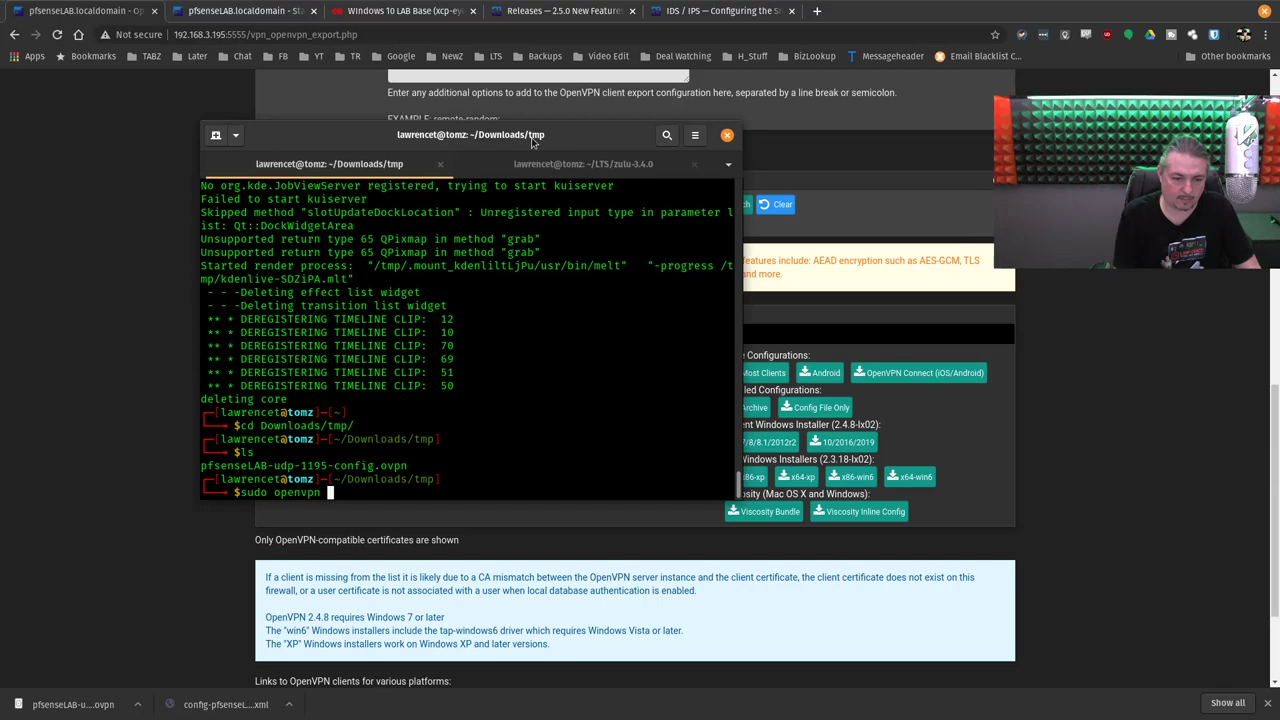 pfsenseLAB.localdomain - Op
pfsenseLAB.localdomain - Sta
Windows 10 LAB Base (xcp-eye
Releases — 2.5.0 New Features
IDS / IPS — Configuring the Sn
Not secure | 192.168.3.195:5555/vpn_openvpn_export.php
Apps
Bookmarks
TABZ
Later
Chat
FB
YT
TR
Google
NewZ
LTS
Backups
Video Edit
Deal Watching
H_Stuff
BizLookup
Messageheader
Email Blacklist C...
Other bookmarks
Enter any additional options to add to the OpenVPN client export configuration here, separated by a line break or semicolon.
EXAMPLE: remote-random;
lawrencet@tomz: ~/Downloads/tmp
lawrencet@tomz: ~/Downloads/tmp
lawrencet@tomz: ~/LTS/zulu-3.4.0
No org.kde.JobViewServer registered, trying to start kuiserver
Failed to start kuiserver
Skipped method "slotUpdateDockLocation" : Unregistered input type in parameter l
ist: Qt::DockWidgetArea
Unsupported return type 65 QPixmap in method "grab"
Unsupported return type 65 QPixmap in method "grab"
Started render process:  "/tmp/.mount_kdenliltLjPu/usr/bin/melt"   "-progress /t
mp/kdenlive-SDZiPA.mlt"
 - - -Deleting effect list widget
 - - -Deleting transition list widget
 ** * DEREGISTERING TIMELINE CLIP:  12
 ** * DEREGISTERING TIMELINE CLIP:  10
 ** * DEREGISTERING TIMELINE CLIP:  70
 ** * DEREGISTERING TIMELINE CLIP:  69
 ** * DEREGISTERING TIMELINE CLIP:  51
 ** * DEREGISTERING TIMELINE CLIP:  50
deleting core
┌─[lawrencet@tomz]─[~]
└──╼ $cd Downloads/tmp/
┌─[lawrencet@tomz]─[~/Downloads/tmp]
└──╼ $ls
pfsenseLAB-udp-1195-config.ovpn
┌─[lawrencet@tomz]─[~/Downloads/tmp]
└──╼ $sudo openvpn
ch
Clear
features include: AEAD encryption such as AES-GCM, TLS
and more.
e Configurations:
Most Clients
Android
OpenVPN Connect (iOS/Android)
led Configurations:
Archive
Config File Only
ent Windows Installer (2.4.8-Ix02):
7/8/8.1/2012r2
10/2016/2019
Windows Installers (2.3.18-Ix02):
x86-xp
x64-xp
x86-win6
x64-win6
osity (Mac OS X and Windows):
Viscosity Bundle
Viscosity Inline Config
Only OpenVPN-compatible certificates are shown
If a client is missing from the list it is likely due to a CA mismatch between the OpenVPN server instance and the client certificate, the client certificate does not exist on this
firewall, or a user certificate is not associated with a user when local database authentication is enabled.
OpenVPN 2.4.8 requires Windows 7 or later
The "win6" Windows installers include the tap-windows6 driver which requires Windows Vista or later.
The "XP" Windows installers work on Windows XP and later versions.
Links to OpenVPN clients for various platforms:
pfsenseLAB-u....ovpn
config-pfsenseL....xml
Show all